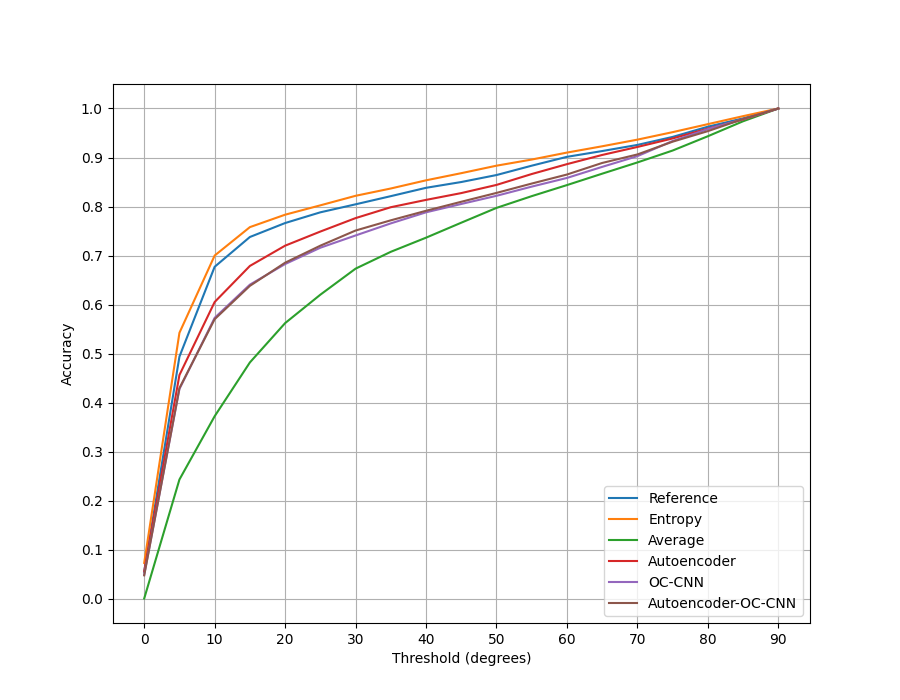 1.0
0.9
0.8
0.7
0.6
0.5
0.4
0.3
0.2
0.1
0.0
Accuracy
Reference
Entropy
Average
Autoencoder
OC-CNN
Autoencoder-OC-CNN
0 10 20 30 40 50 60 70 80 90
Threshold (degrees)